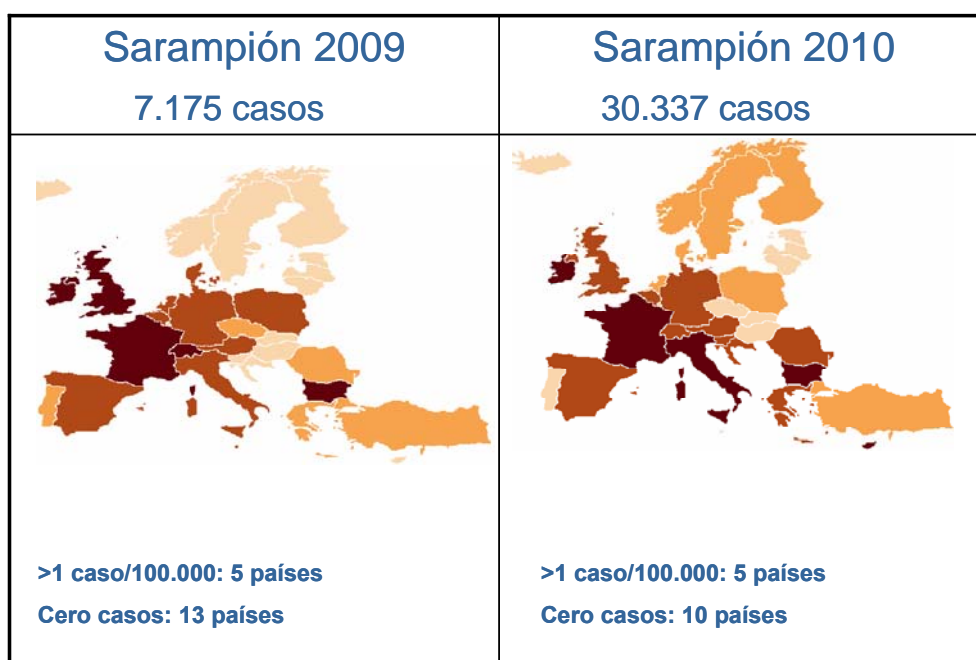 Sarampión 2009
7.175 casos
Sarampión 2010
30.337 casos
>1 caso/100.000: 5 países
Cero casos: 13 países
>1 caso/100.000: 5 países
Cero casos: 10 países